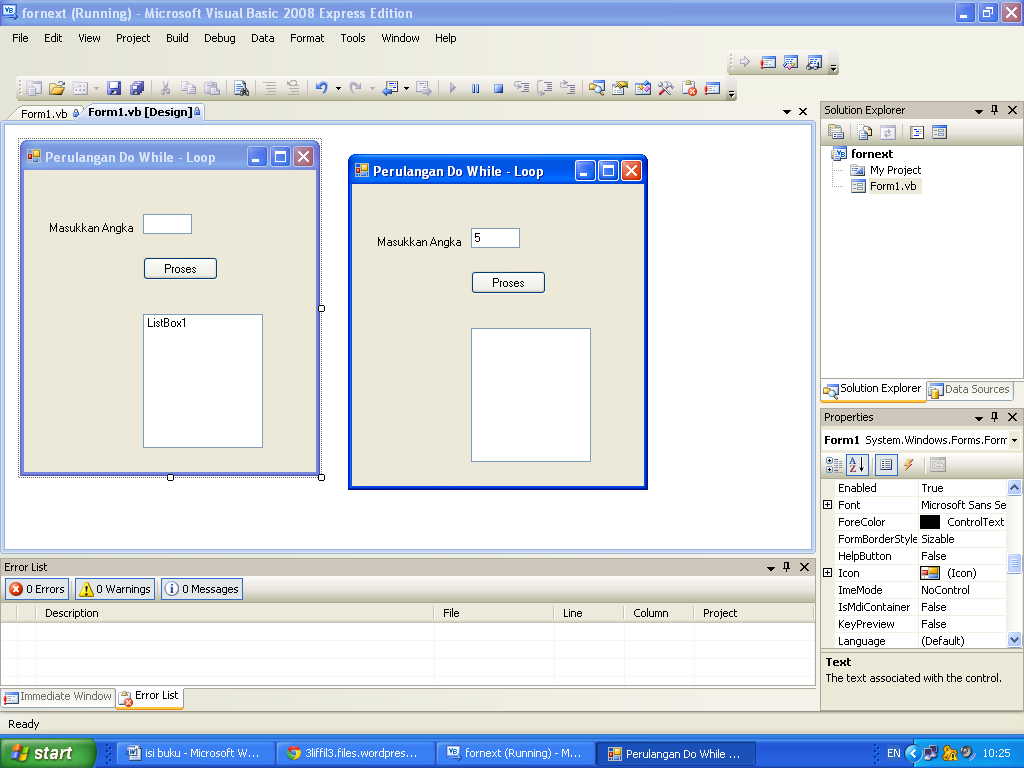 fornext (Running) - Microsoft Visual Basic 2008 Express Edition
File Edit View Project Build Debug Data Format Tools Window Help
Form1.vb Form1.vb [Design]
Perulangan Do While - Loop
Masukkan Angka
Proses
ListBox1
Perulangan Do While - Loop
Masukkan Angka 5
Proses
Solution Explorer
fornext
My Project
Form1.vb
Solution Explorer Data Sources
Properties
Form1 System.Windows.Forms.Form
Enabled True
Font Microsoft Sans Se
ForeColor ControlText
FormBorderStyle Sizable
HelpButton False
Icon (Icon)
ImeMode NoControl
IsMdiContainer False
KeyPreview False
Language (Default)
Text
The text associated with the control.
Error List
0 Errors 0 Warnings 0 Messages
Description File Line Column Project
Immediate Window Error List
Ready
start isi buku - Microsoft W... 3liffil3.files.wordpres... fornext (Running) - M... Perulangan Do While ... EN 10:25